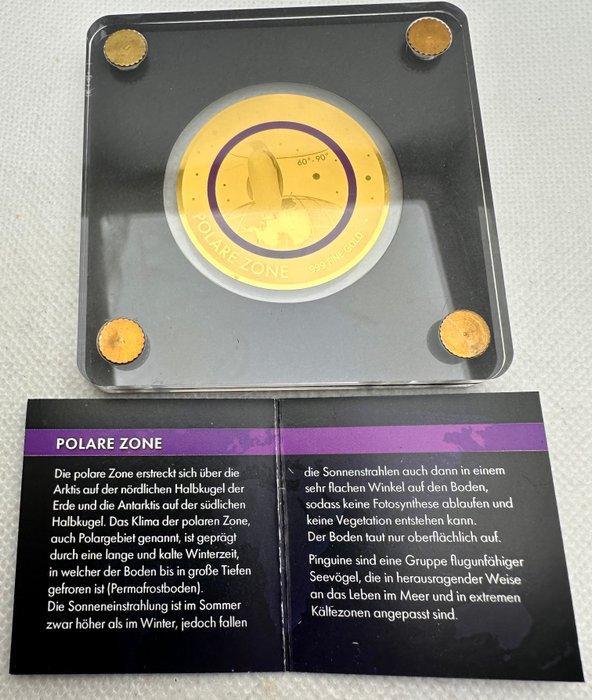 60°-90°
POLARE ZONE
999 FINE GOLD
POLARE ZONE
Die polare Zone erstreckt sich über die
Arktis auf der nördlichen Halbkugel der
Erde und die Antarktis auf der südlichen
Halbkugel. Das Klima der polaren Zone,
auch Polargebiet genannt, ist geprägt
durch eine lange und kalte Winterzeit,
in welcher der Boden bis in große Tiefen
gefroren ist (Permafrostboden).
Die Sonneneinstrahlung ist im Sommer
zwar höher als im Winter, jedoch fallen
die Sonnenstrahlen auch dann in einem
sehr flachen Winkel auf den Boden,
sodass keine Fotosynthese ablaufen und
keine Vegetation entstehen kann.
Der Boden taut nur oberflächlich auf.
Pinguine sind eine Gruppe flugunfähiger
Seevögel, die in herausragender Weise
an das Leben im Meer und in extremen
Kältezonen angepasst sind.